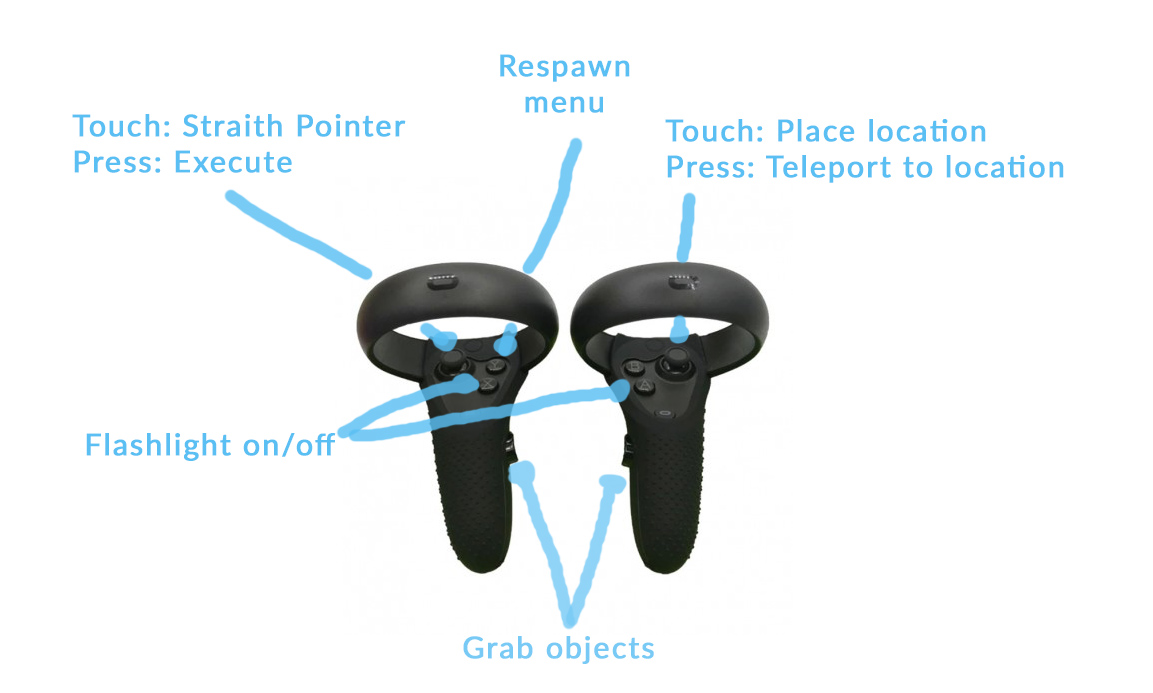 Respawn
menu
Touch: Straith Pointer
Press: Execute
Touch: Place location
Press: Teleport to location
Y
X
B
A
Flashlight on/off
Grab objects